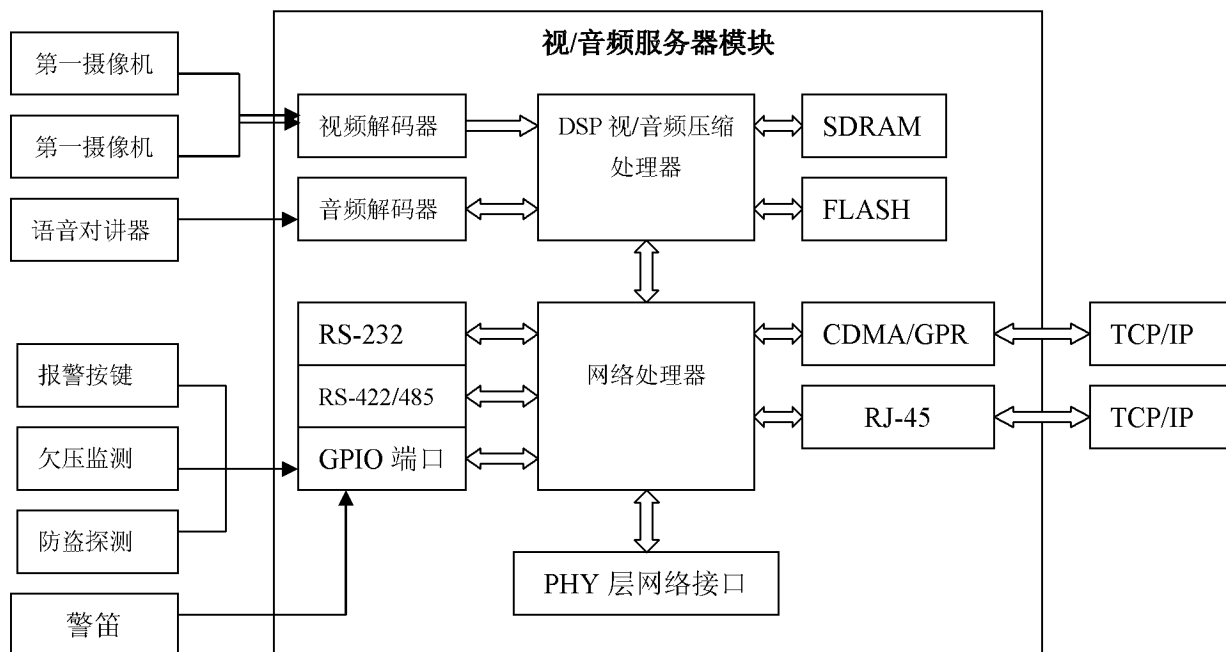 视/音频服务器模块
第一摄像机
第一摄像机
语音对讲器
视频解码器
音频解码器
DSP 视/音频压缩
处理器
SDRAM
FLASH
报警按键
欠压监测
防盗探测
警笛
RS-232
RS-422/485
GPIO 端口
网络处理器
CDMA/GPR
RJ-45
TCP/IP
TCP/IP
PHY 层网络接口